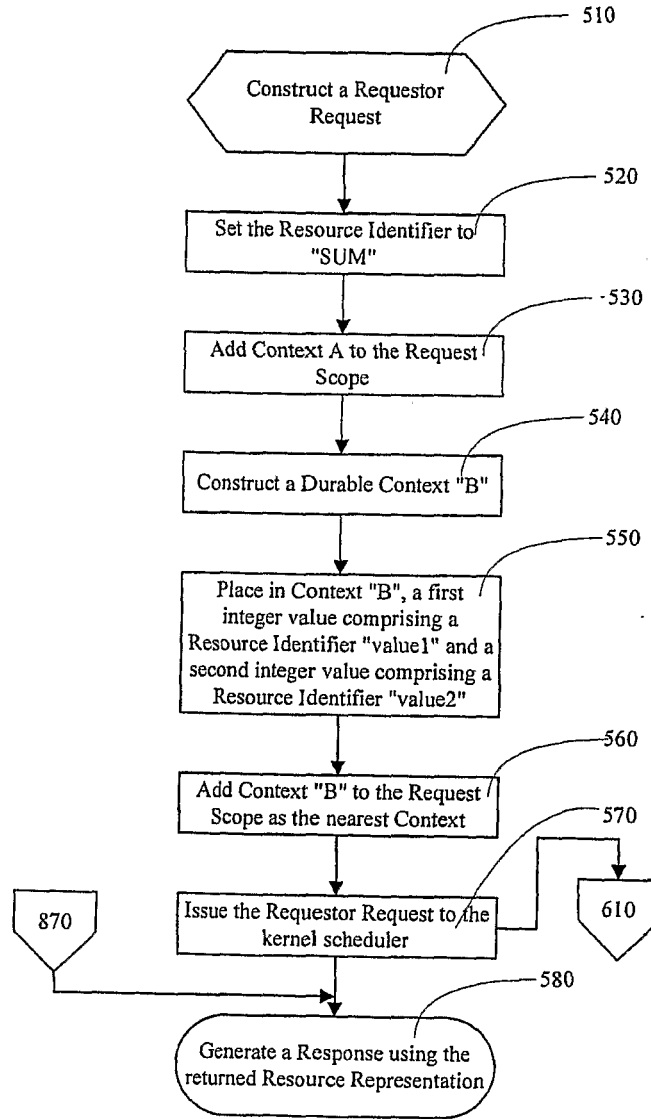 510
Construct a Requestor
Request
520
Set the Resource Identifier to
"SUM"
530
Add Context A to the Request
Scope
540
Construct a Durable Context "B"
550
Place in Context "B", a first
integer value comprising a
Resource Identifier "value1" and a
second integer value comprising a
Resource Identifier "value2"
560
Add Context "B" to the Request
Scope as the nearest Context
570
Issue the Requestor Request to the
kernel scheduler
870
610
580
Generate a Response using the
returned Resource Representation